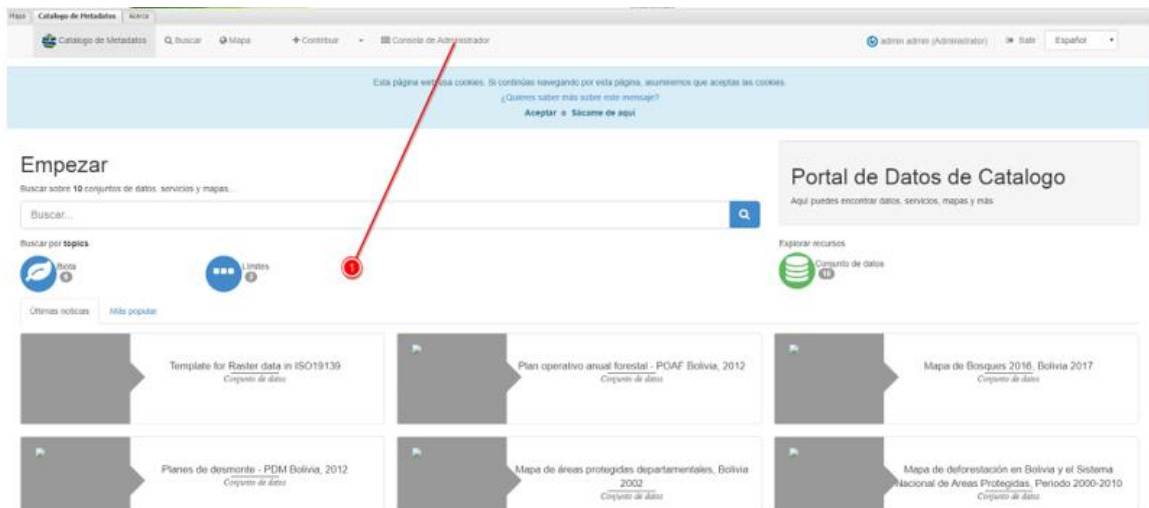 Mapa Catalogo de Metadatos Acerca
Catalogo de Metadatos Buscar Mapa Contribuir Consola de Administrador admin admin (Administrator) Salir Español
Esta página web usa cookies. Si continúas navegando por esta página, asumiremos que aceptas las cookies.
¿Quieres saber más sobre este mensaje?
Aceptar o Sácame de aquí
Empezar
Buscar sobre 10 conjuntos de datos, servicios y mapas...
Buscar...
Portal de Datos de Catalogo
Aquí puedes encontrar datos, servicios, mapas y más
Buscar por topics
Biota
Límites
3
1
Explorar recursos
Conjunto de datos
10
Últimas noticias Más popular
Template for Raster data in ISO19139
Conjunto de datos
Plan operativo anual forestal - POAF Bolivia, 2012
Conjunto de datos
Mapa de Bosques 2016, Bolivia 2017
Conjunto de datos
Planes de desmonte - PDM Bolivia, 2012
Conjunto de datos
Mapa de áreas protegidas departamentales, Bolivia
2002
Conjunto de datos
Mapa de deforestación en Bolivia y el Sistema
Nacional de Areas Protegidas, Periodo 2000-2010
Conjunto de datos